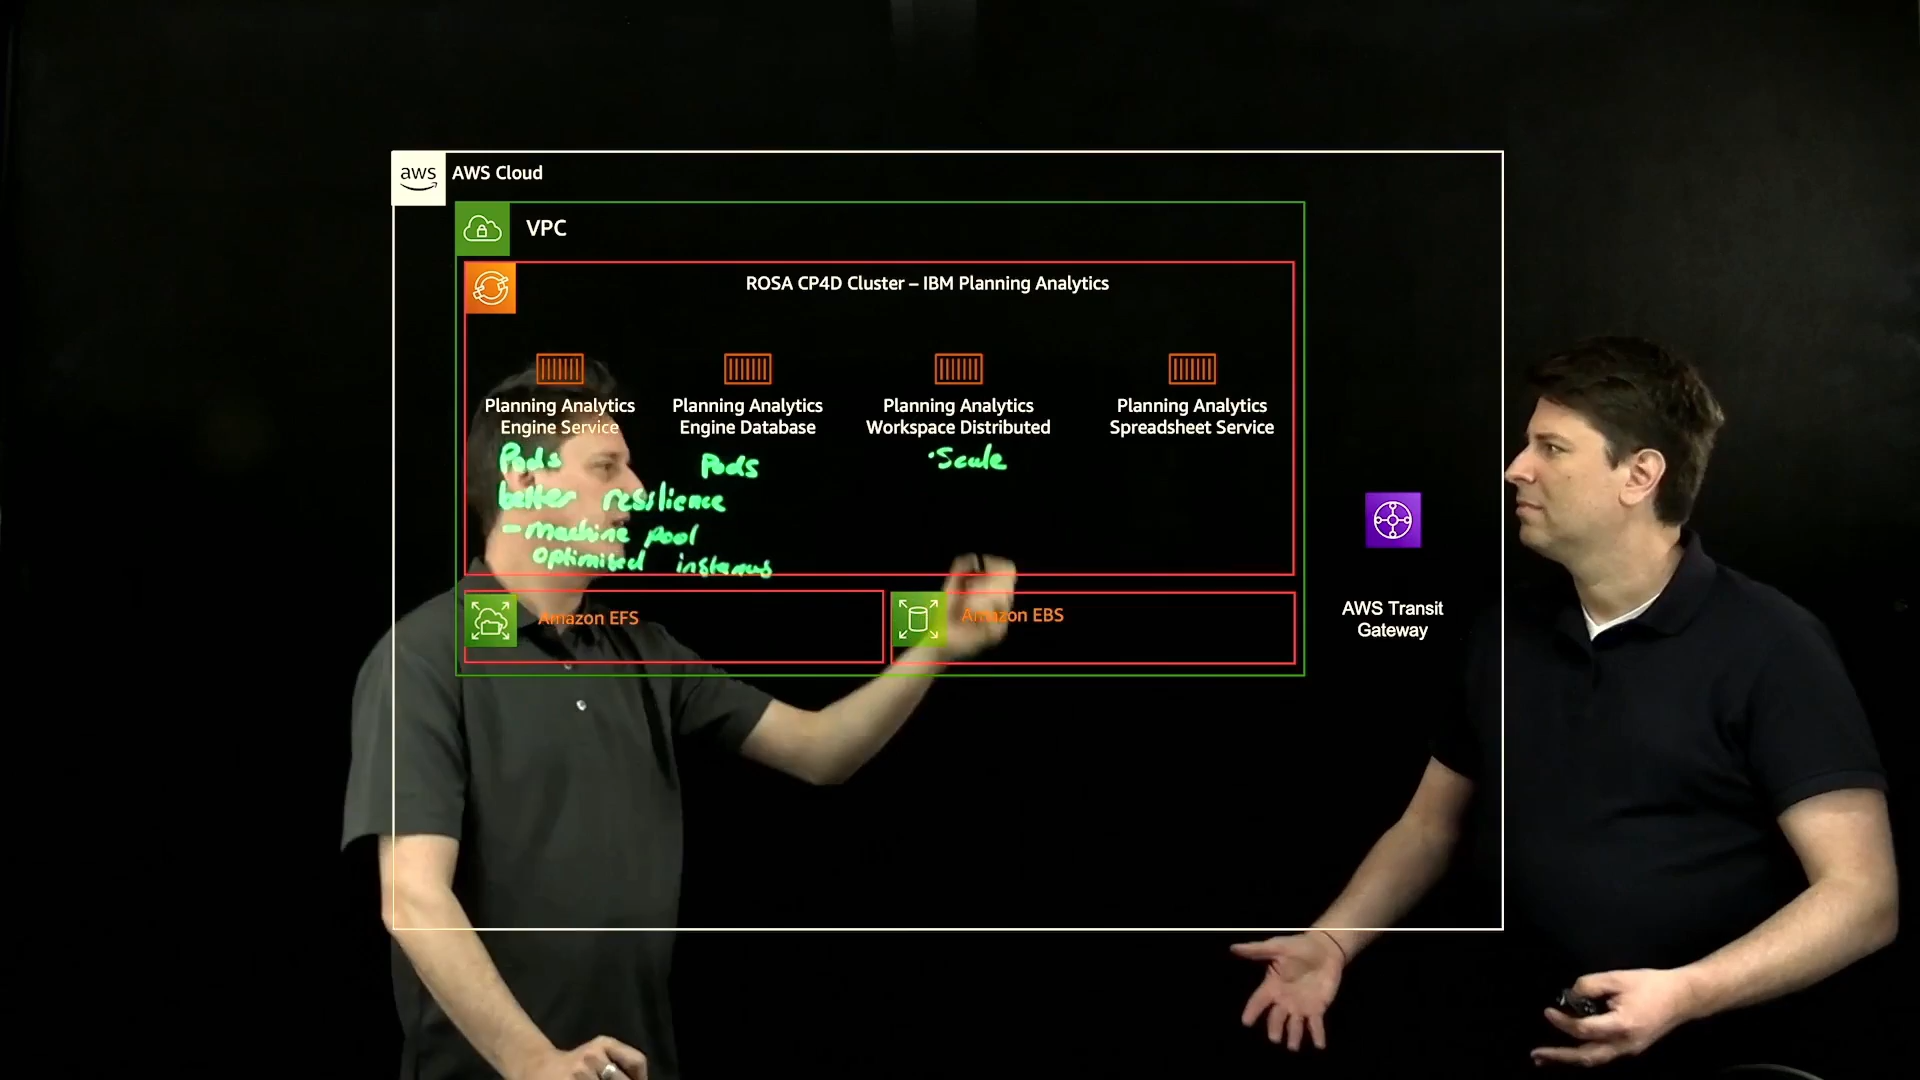 aws
AWS Cloud
VPC
ROSA CP4D Cluster – IBM Planning Analytics
Planning Analytics
Engine Service
Planning Analytics
Engine Database
Planning Analytics
Workspace Distributed
Planning Analytics
Spreadsheet Service
Pods
Pods
•Scale
better resilience
- machine pool
optimised instances
Amazon EFS
Amazon EBS
AWS Transit
Gateway